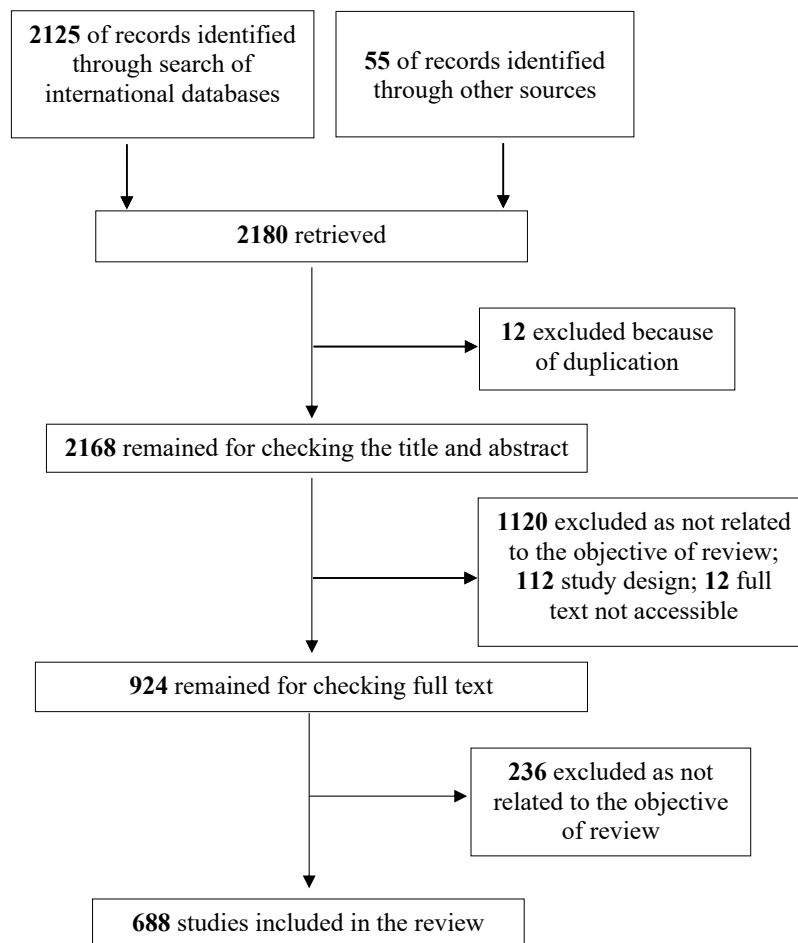 2125 of records identified
through search of
international databases
55 of records identified
through other sources
2180 retrieved
12 excluded because
of duplication
2168 remained for checking the title and abstract
1120 excluded as not related
to the objective of review;
112 study design; 12 full
text not accessible
924 remained for checking full text
236 excluded as not
related to the objective
of review
688 studies included in the review